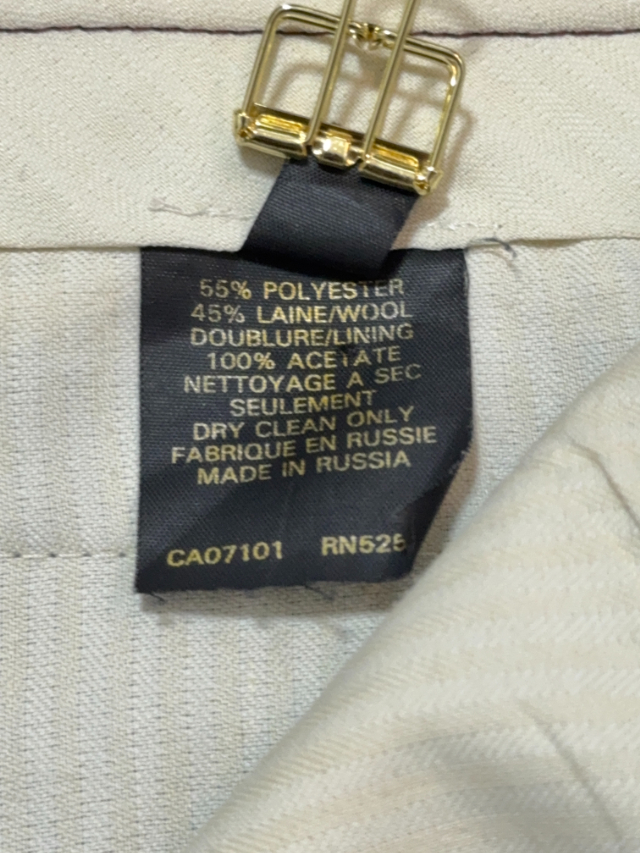 55% POLYESTER
45% LAINE/WOOL
DOUBLURE/LINING
100% ACETATE
NETTOYAGE A SEC
SEULEMENT
DRY CLEAN ONLY
FABRIQUE EN RUSSIE
MADE IN RUSSIA
CA07101